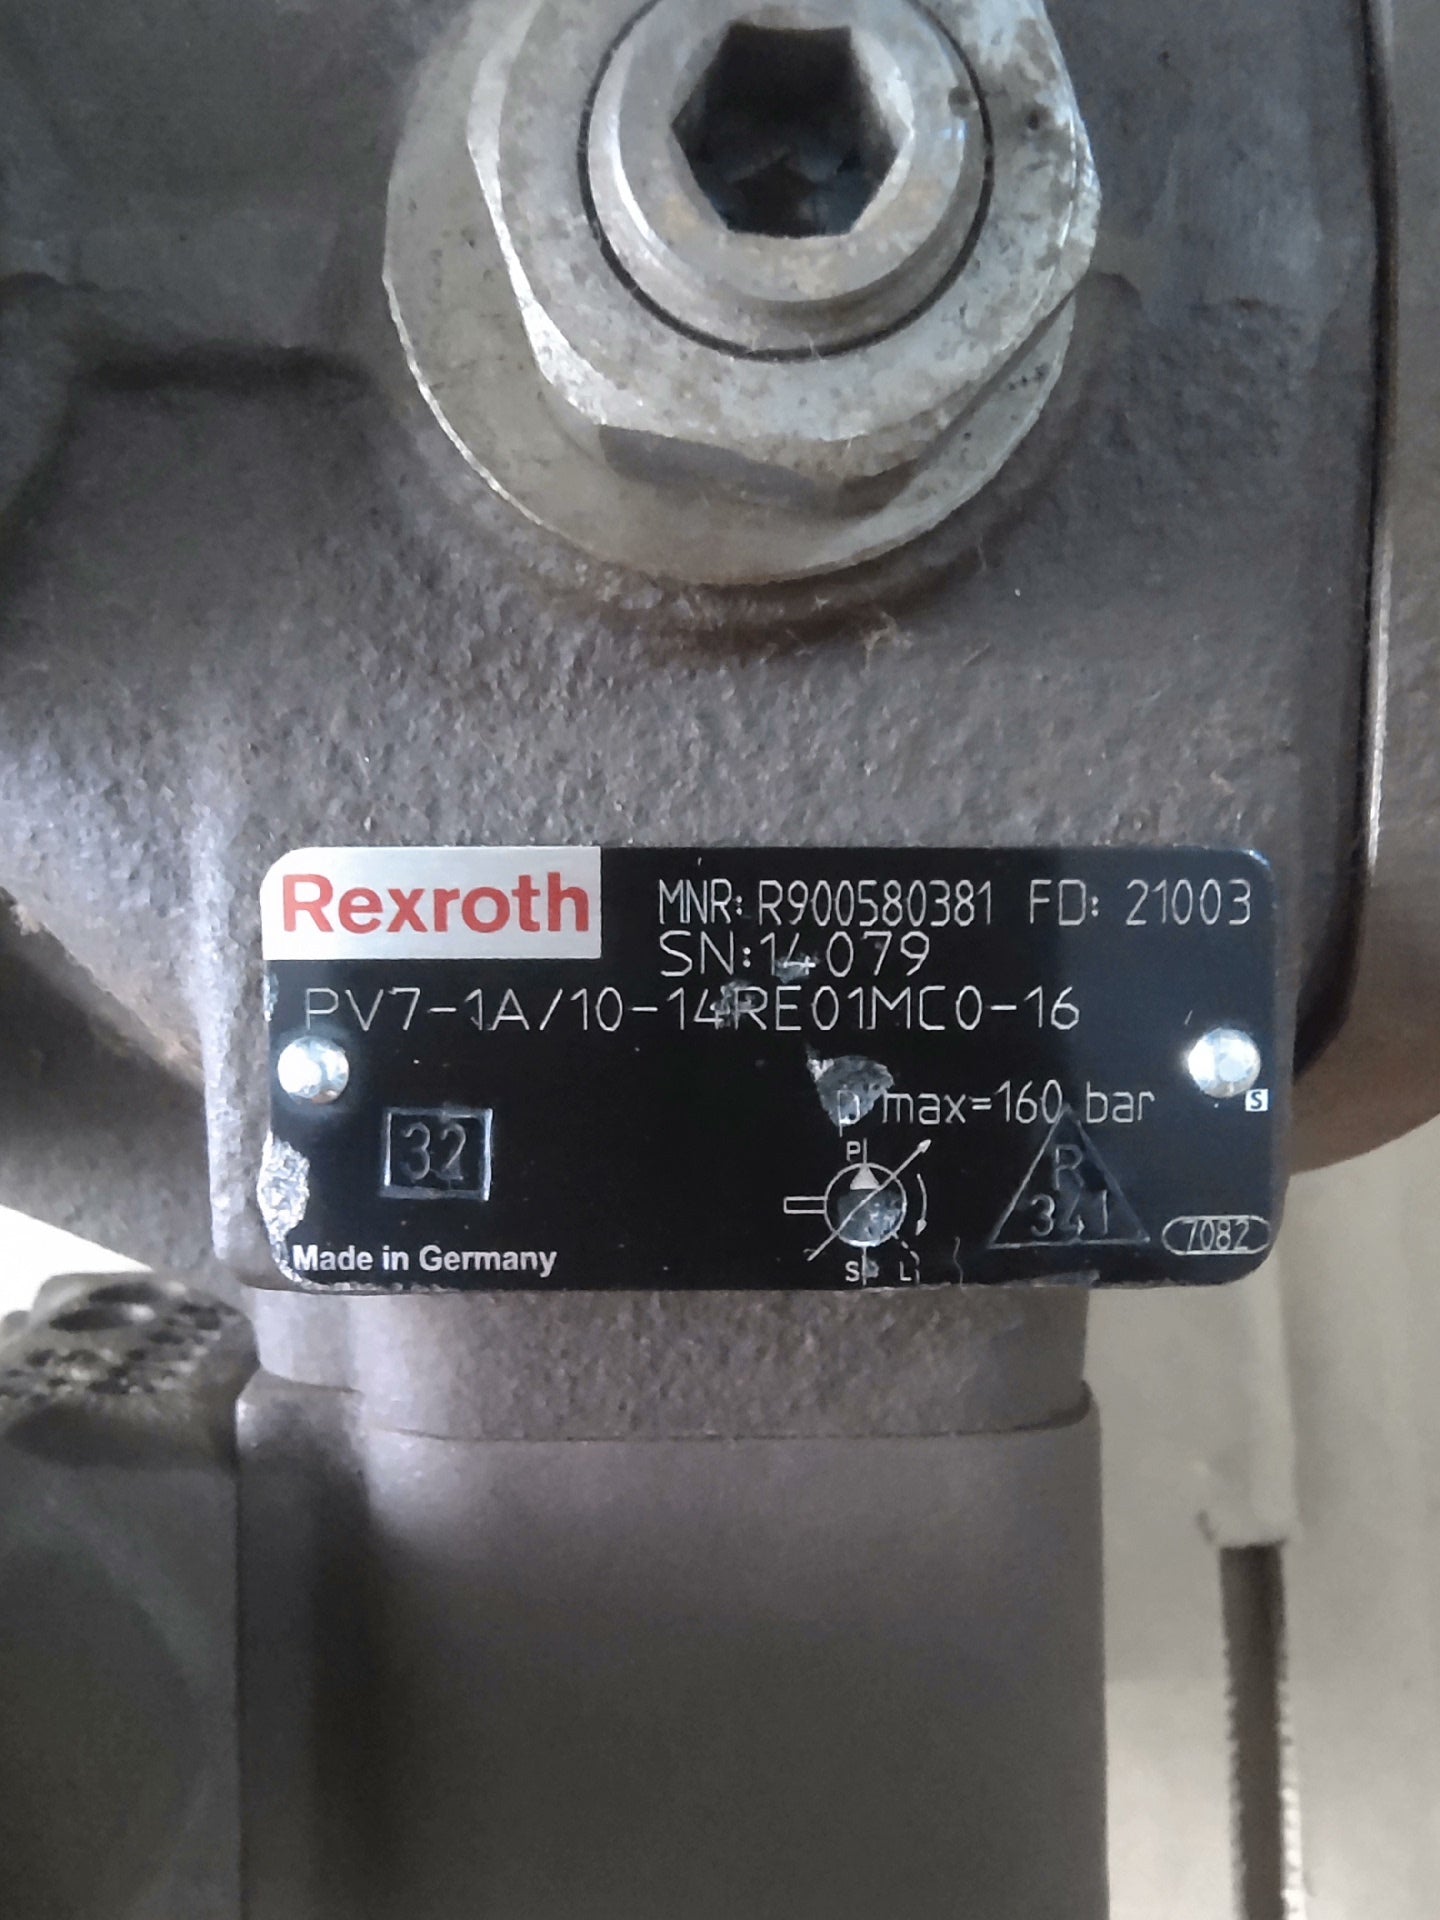 Rexroth
MNR: R900580381 FD: 21003
SN:14079
PV7-1A/10-14RE01MC0-16
p max=160 bar
S
32
P
R
341
7082
Made in Germany
S L